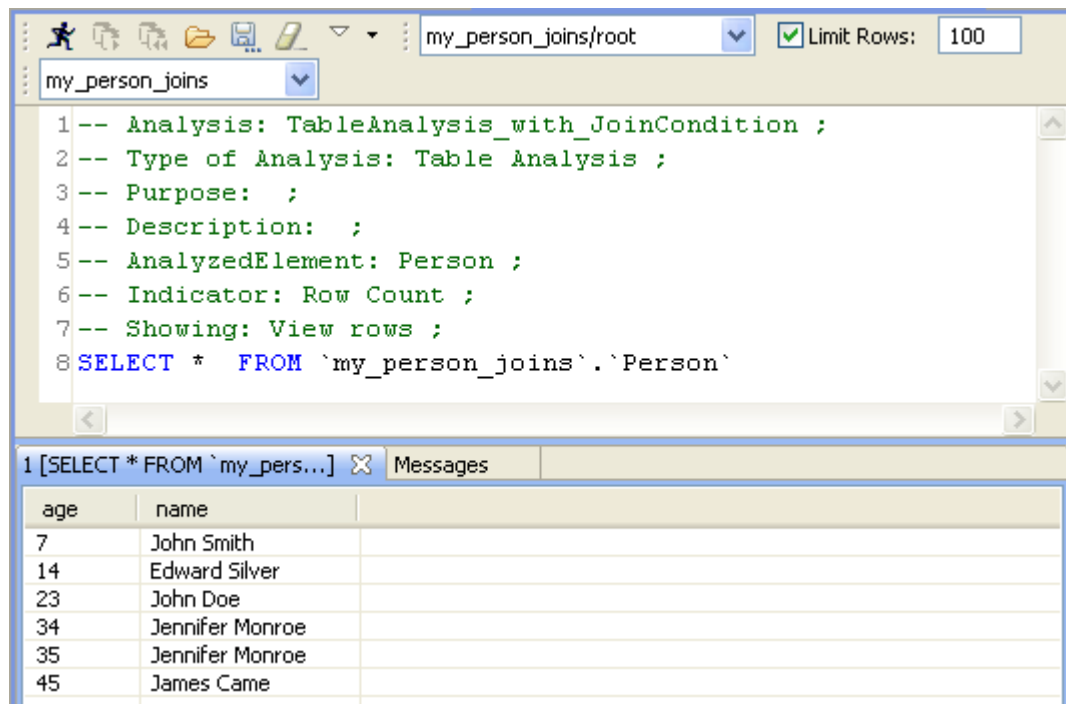 my_person_joins/root Limit Rows: 100
my_person_joins
1 -- Analysis: TableAnalysis_with_JoinCondition ;
2 -- Type of Analysis: Table Analysis ;
3 -- Purpose:  ;
4 -- Description:  ;
5 -- AnalyzedElement: Person ;
6 -- Indicator: Row Count ;
7 -- Showing: View rows ;
8 SELECT *  FROM `my_person_joins`.`Person`
1 [SELECT * FROM `my_pers...] Messages
age name
7 John Smith
14 Edward Silver
23 John Doe
34 Jennifer Monroe
35 Jennifer Monroe
45 James Came